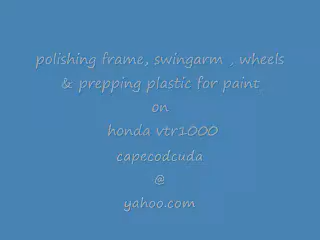 polishing frame, swingarm , wheels
& prepping plastic for paint
on
honda vtr1000
capecodcuda
@
yahoo.com